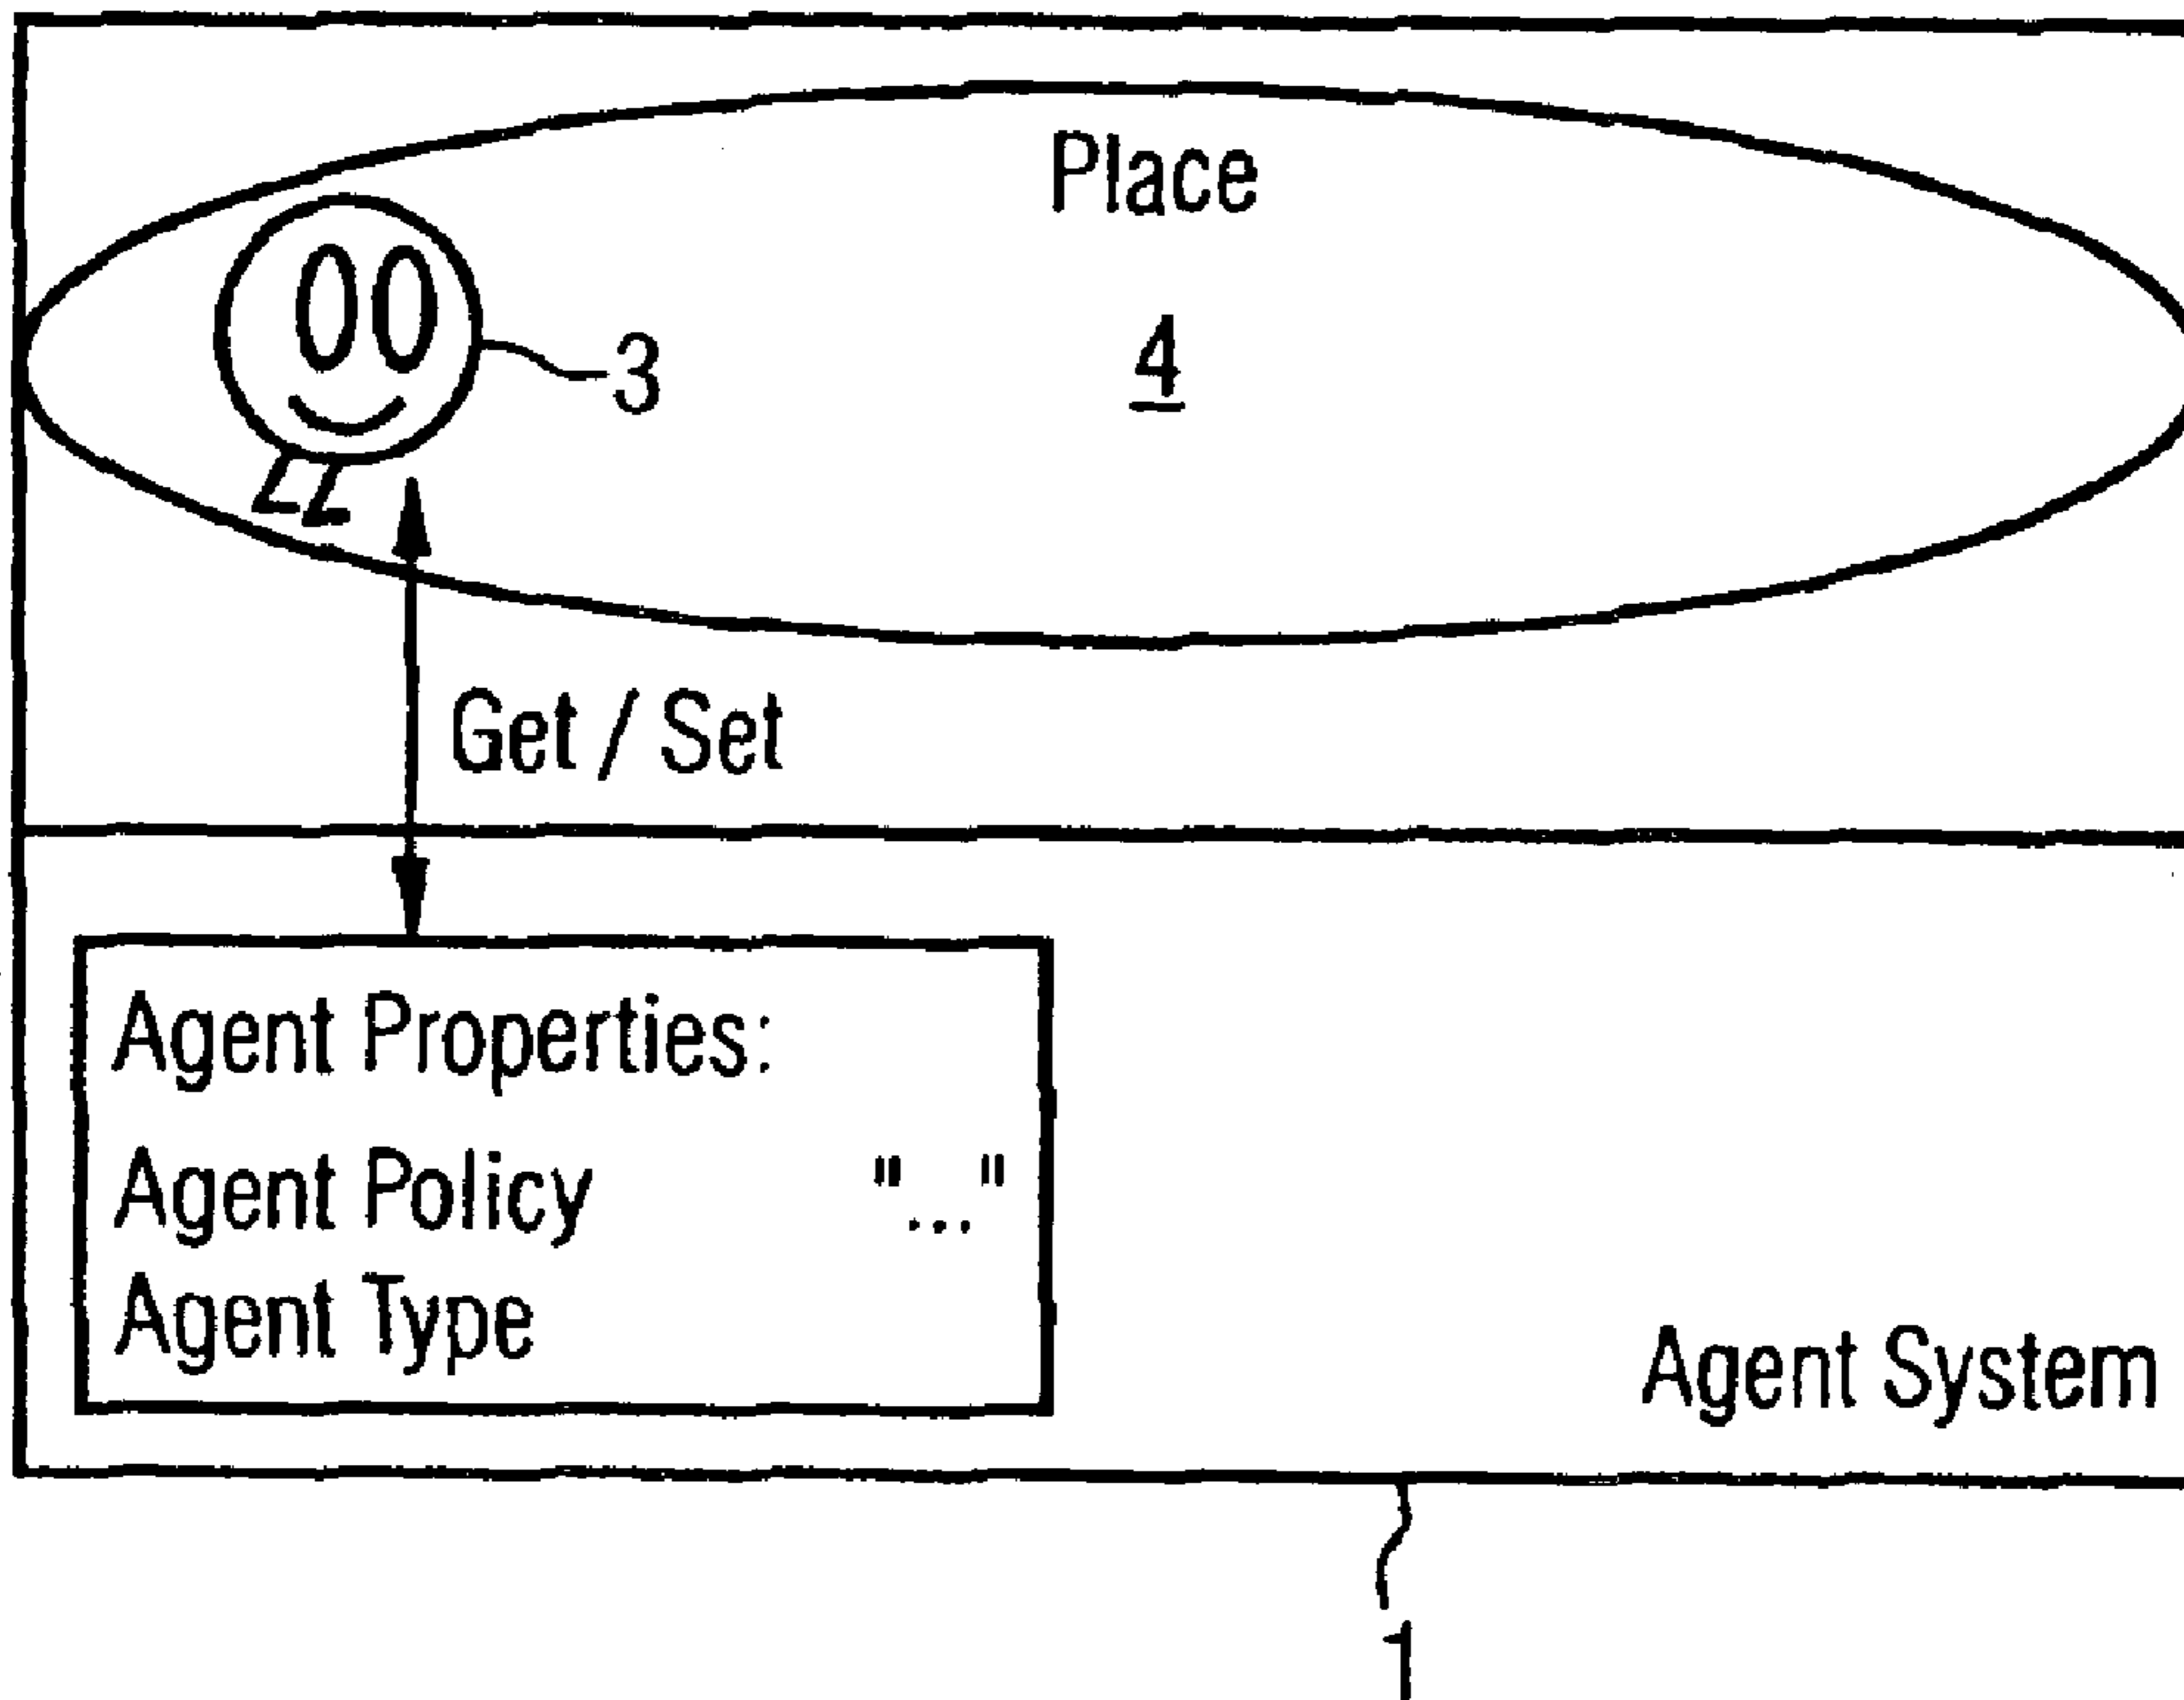 Place
3
4
Get / Set
Agent Properties:
Agent Policy "..."
Agent Type
Agent System
1